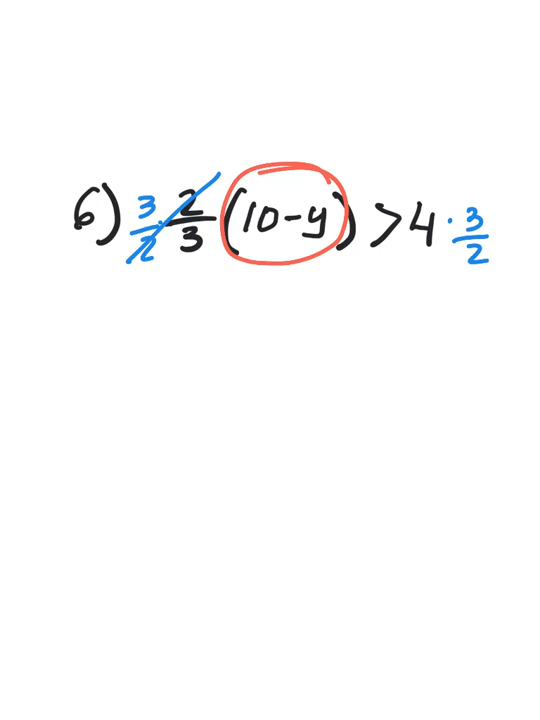 6) 3/2 · 2/3 (10-y) > 4 · 3/2